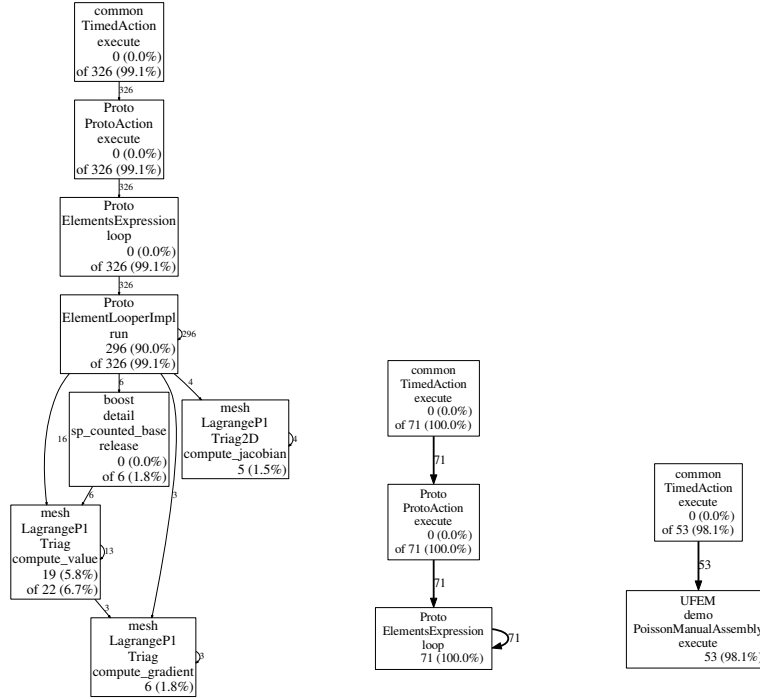 common
TimedAction
execute
0 (0.0%)
of 326 (99.1%)
326
Proto
ProtoAction
execute
0 (0.0%)
of 326 (99.1%)
326
Proto
ElementsExpression
loop
0 (0.0%)
of 326 (99.1%)
326
Proto
ElementLooperImpl
run
296 (90.0%)
of 326 (99.1%)
296
16
6
3
4
boost
detail
sp_counted_base
release
0 (0.0%)
of 6 (1.8%)
6
mesh
LagrangeP1
Triag2D
compute_jacobian
5 (1.5%)
4
mesh
LagrangeP1
Triag
compute_value
19 (5.8%)
of 22 (6.7%)
13
3
mesh
LagrangeP1
Triag
compute_gradient
6 (1.8%)
3
common
TimedAction
execute
0 (0.0%)
of 71 (100.0%)
71
Proto
ProtoAction
execute
0 (0.0%)
of 71 (100.0%)
71
Proto
ElementsExpression
loop
71 (100.0%)
71
common
TimedAction
execute
0 (0.0%)
of 53 (98.1%)
53
UFEM
demo
PoissonManualAssembly
execute
53 (98.1%)